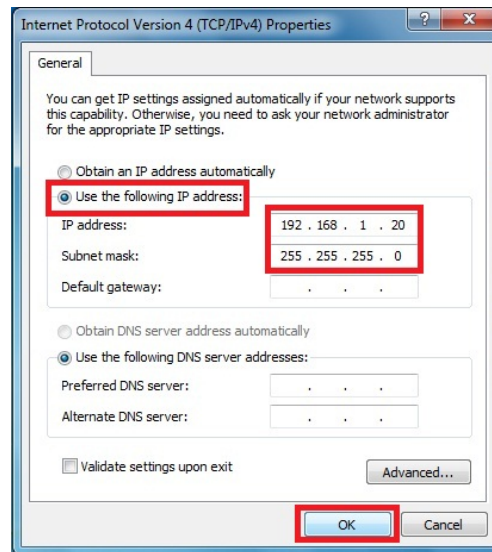 Internet Protocol Version 4 (TCP/IPv4) Properties
General
You can get IP settings assigned automatically if your network supports
this capability. Otherwise, you need to ask your network administrator
for the appropriate IP settings.
Obtain an IP address automatically
Use the following IP address:
IP address: 192 . 168 . 1 . 20
Subnet mask: 255 . 255 . 255 . 0
Default gateway: . . .
Obtain DNS server address automatically
Use the following DNS server addresses:
Preferred DNS server: . . .
Alternate DNS server: . . .
Validate settings upon exit
Advanced...
OK Cancel